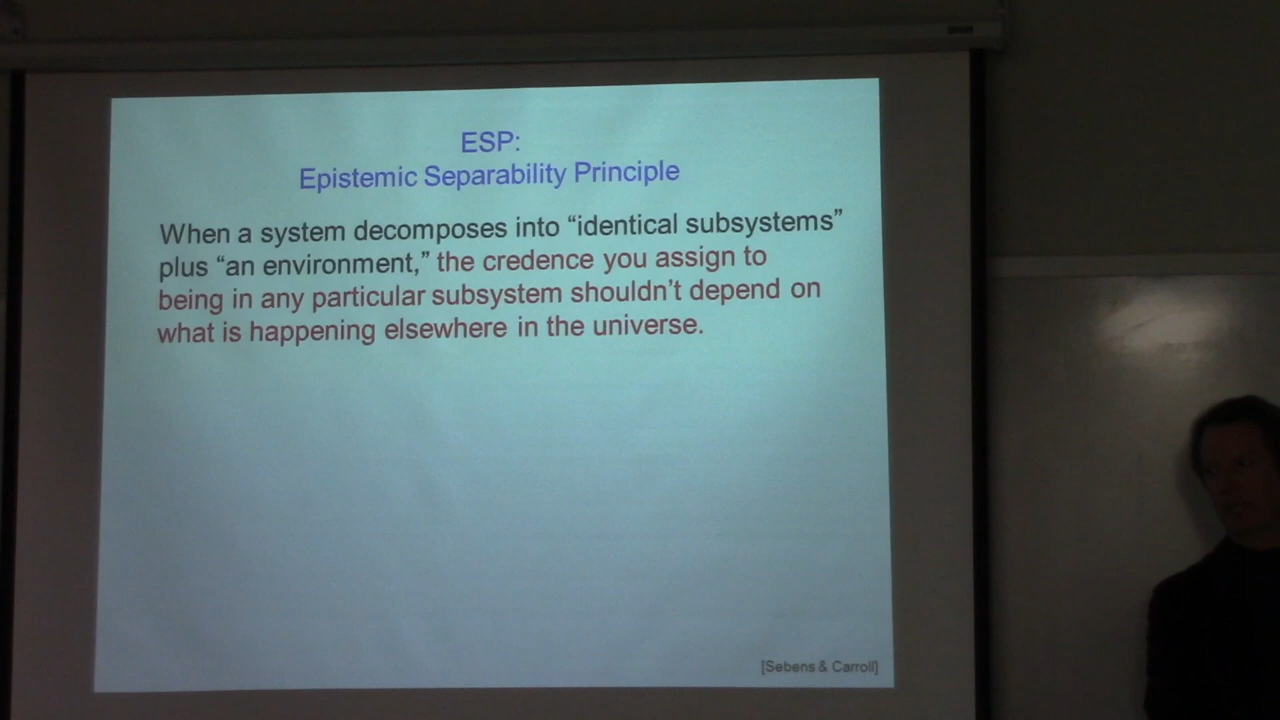 ESP:
Epistemic Separability Principle
When a system decomposes into “identical subsystems”
plus “an environment,” the credence you assign to
being in any particular subsystem shouldn’t depend on
what is happening elsewhere in the universe.
[Sebens & Carroll]